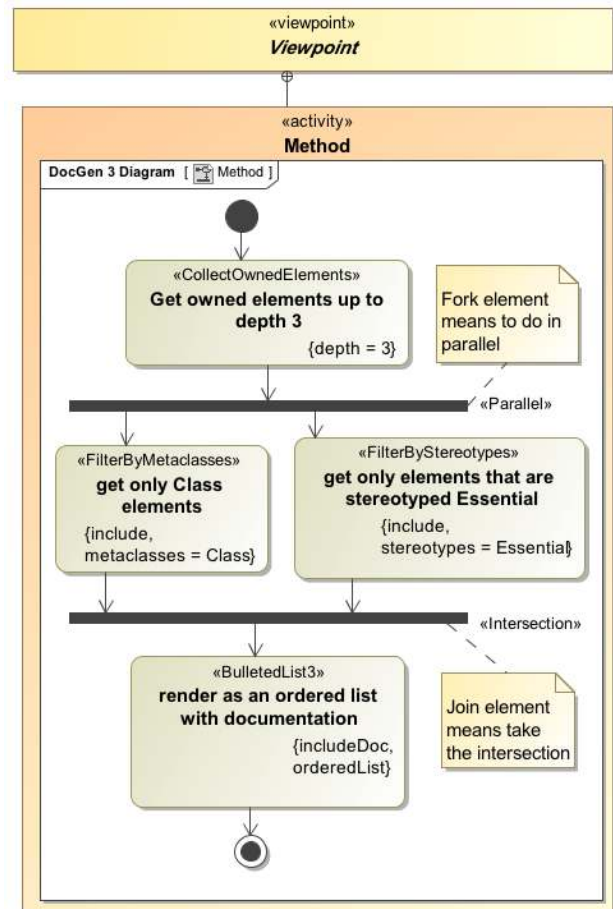 «viewpoint»
Viewpoint
«activity»
Method
DocGen 3 Diagram [ Method ]
«CollectOwnedElements»
Get owned elements up to
depth 3
{depth = 3}
Fork element
means to do in
parallel
«Parallel»
«FilterByMetaclasses»
get only Class
elements
{include,
metaclasses = Class}
«FilterByStereotypes»
get only elements that are
stereotyped Essential
{include,
stereotypes = Essential}
«Intersection»
«BulletedList3»
render as an ordered list
with documentation
{includeDoc,
orderedList}
Join element
means take
the intersection